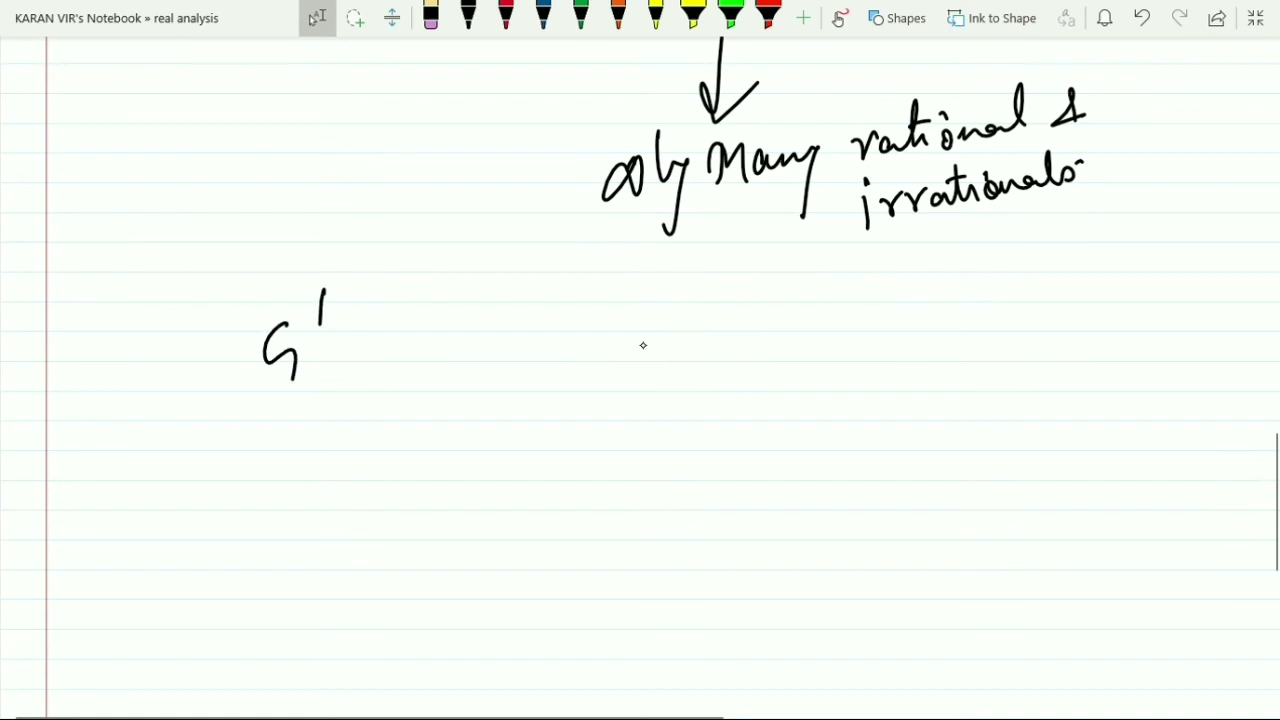 KARAN VIR's Notebook » real analysis
Shapes
Ink to Shape
∞ly Many rational &
irrationals
S'